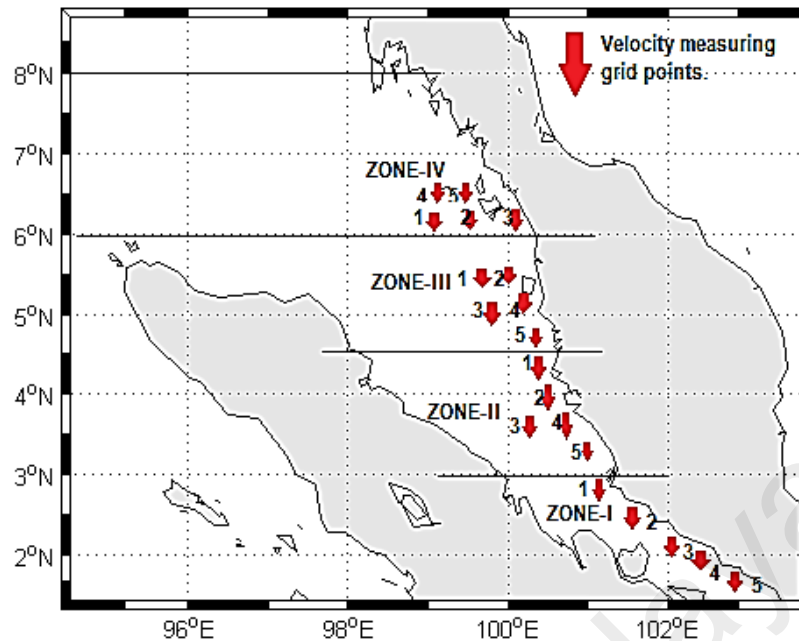 Velocity measuring
grid points.
8°N
7°N
ZONE-IV
4 5
1 2 3
6°N
ZONE-III 1 2
3 4
5°N
5
1
4°N
2
ZONE-II
3 4
5
3°N
1
ZONE-I 2
2°N
3
4
5
96°E 98°E 100°E 102°E